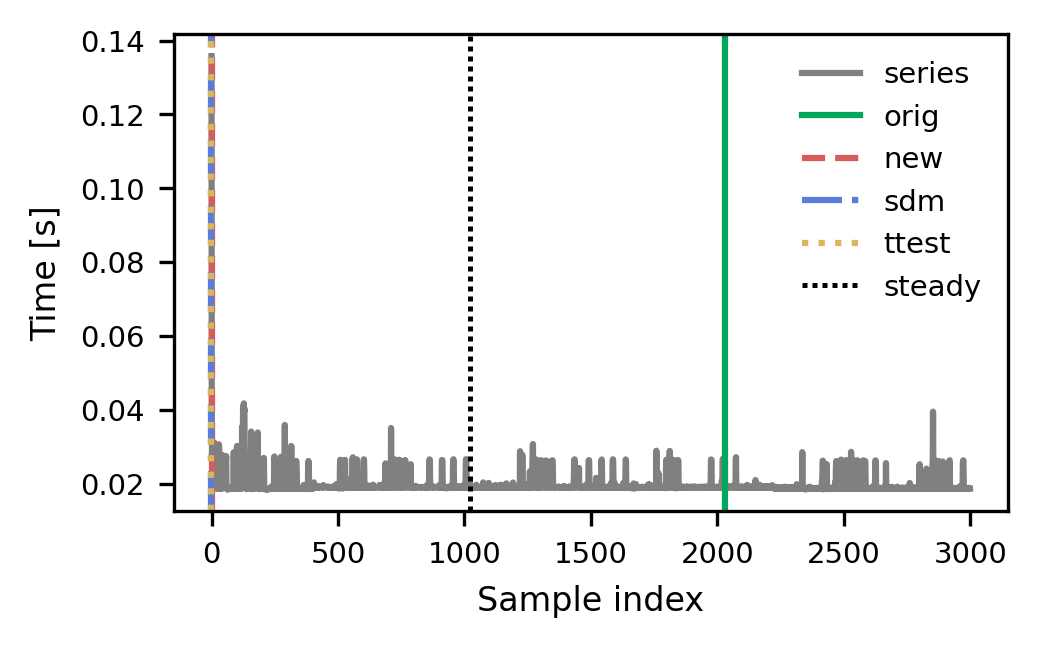 0.14
0.12
0.10
0.08
0.06
0.04
0.02
Time [s]
series
orig
new
sdm
ttest
steady
0 500 1000 1500 2000 2500 3000
Sample index